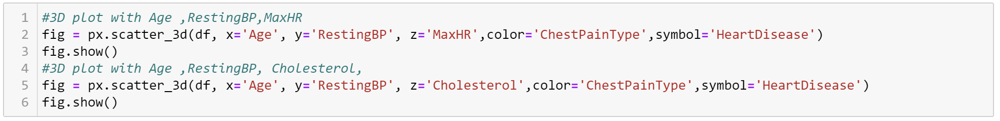 1 #3D plot with Age ,RestingBP,MaxHR
2 fig = px.scatter_3d(df, x='Age', y='RestingBP', z='MaxHR',color='ChestPainType',symbol='HeartDisease')
3 fig.show()
4 #3D plot with Age ,RestingBP, Cholesterol,
5 fig = px.scatter_3d(df, x='Age', y='RestingBP', z='Cholesterol',color='ChestPainType',symbol='HeartDisease')
6 fig.show()